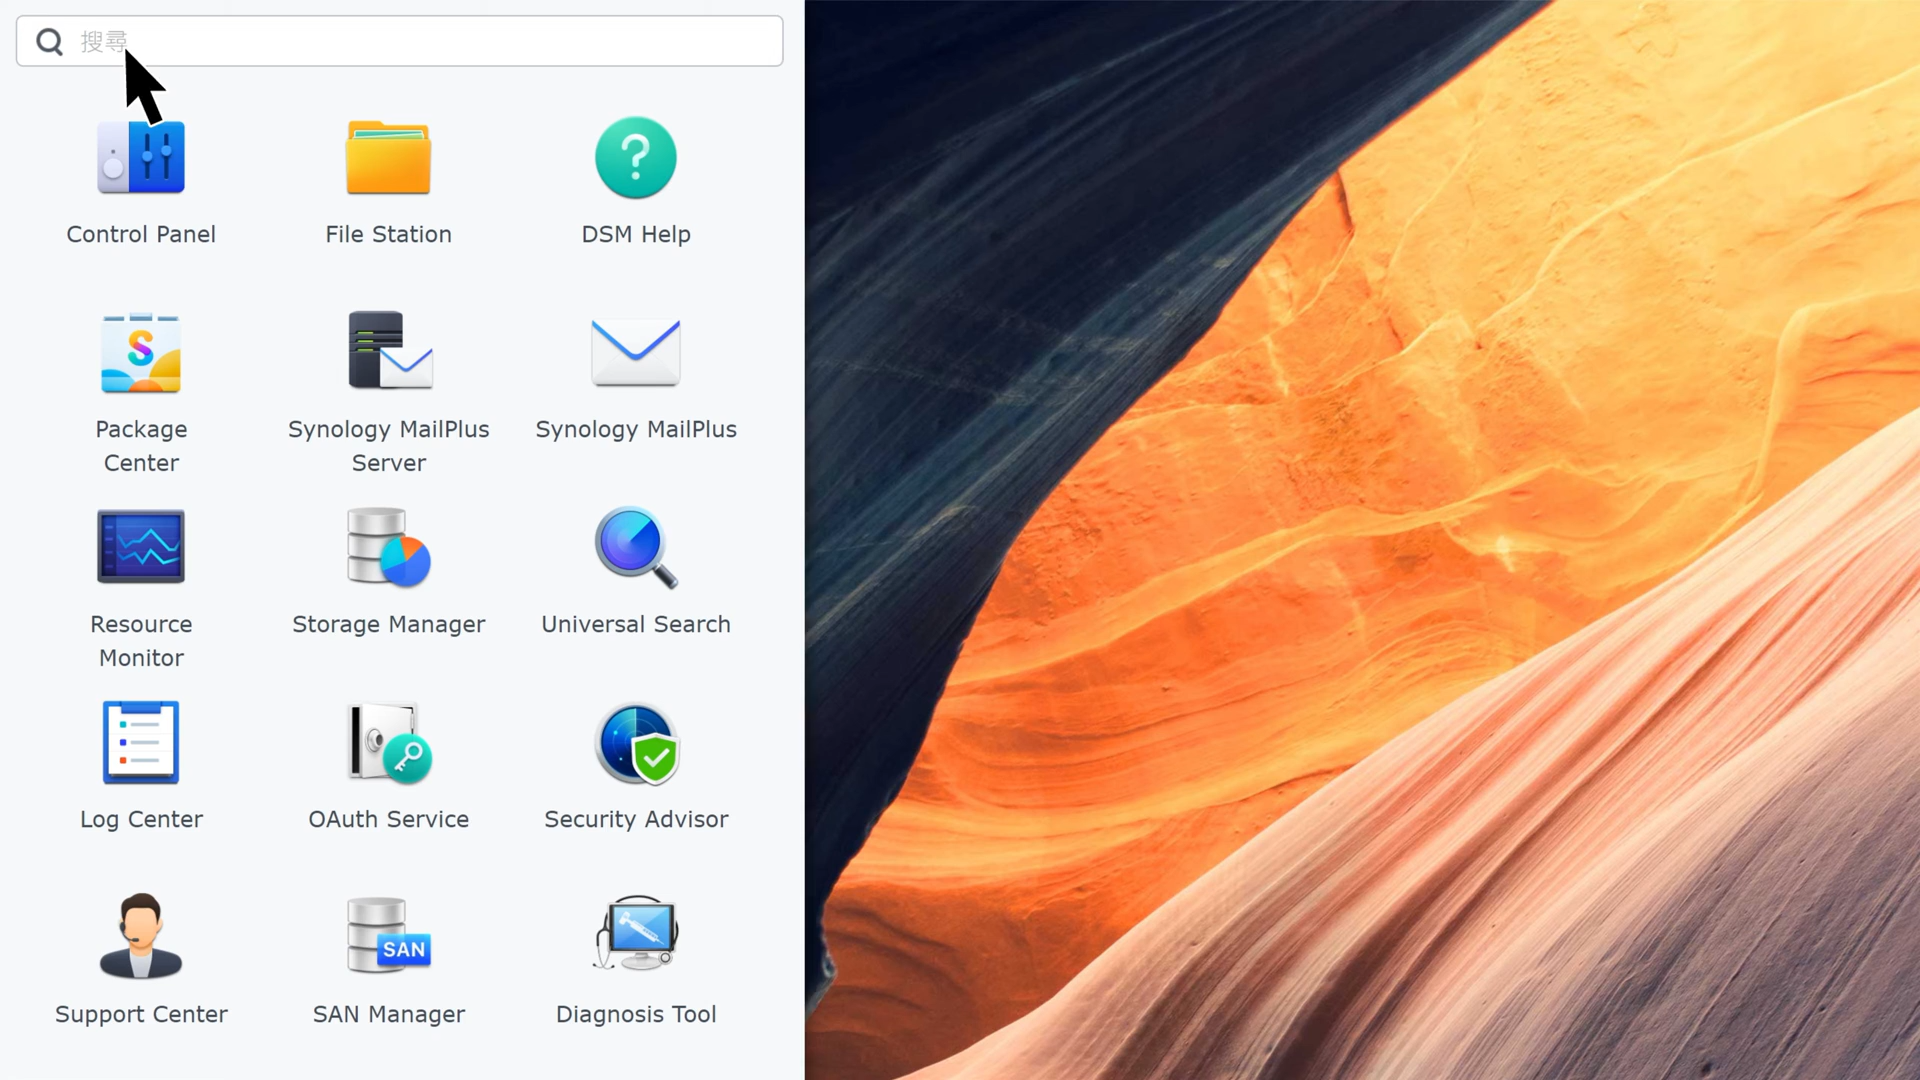 搜尋
Control Panel
File Station
DSM Help
Package
Center
Synology MailPlus
Server
Synology MailPlus
Resource
Monitor
Storage Manager
Universal Search
Log Center
OAuth Service
Security Advisor
SAN
Support Center
SAN Manager
Diagnosis Tool